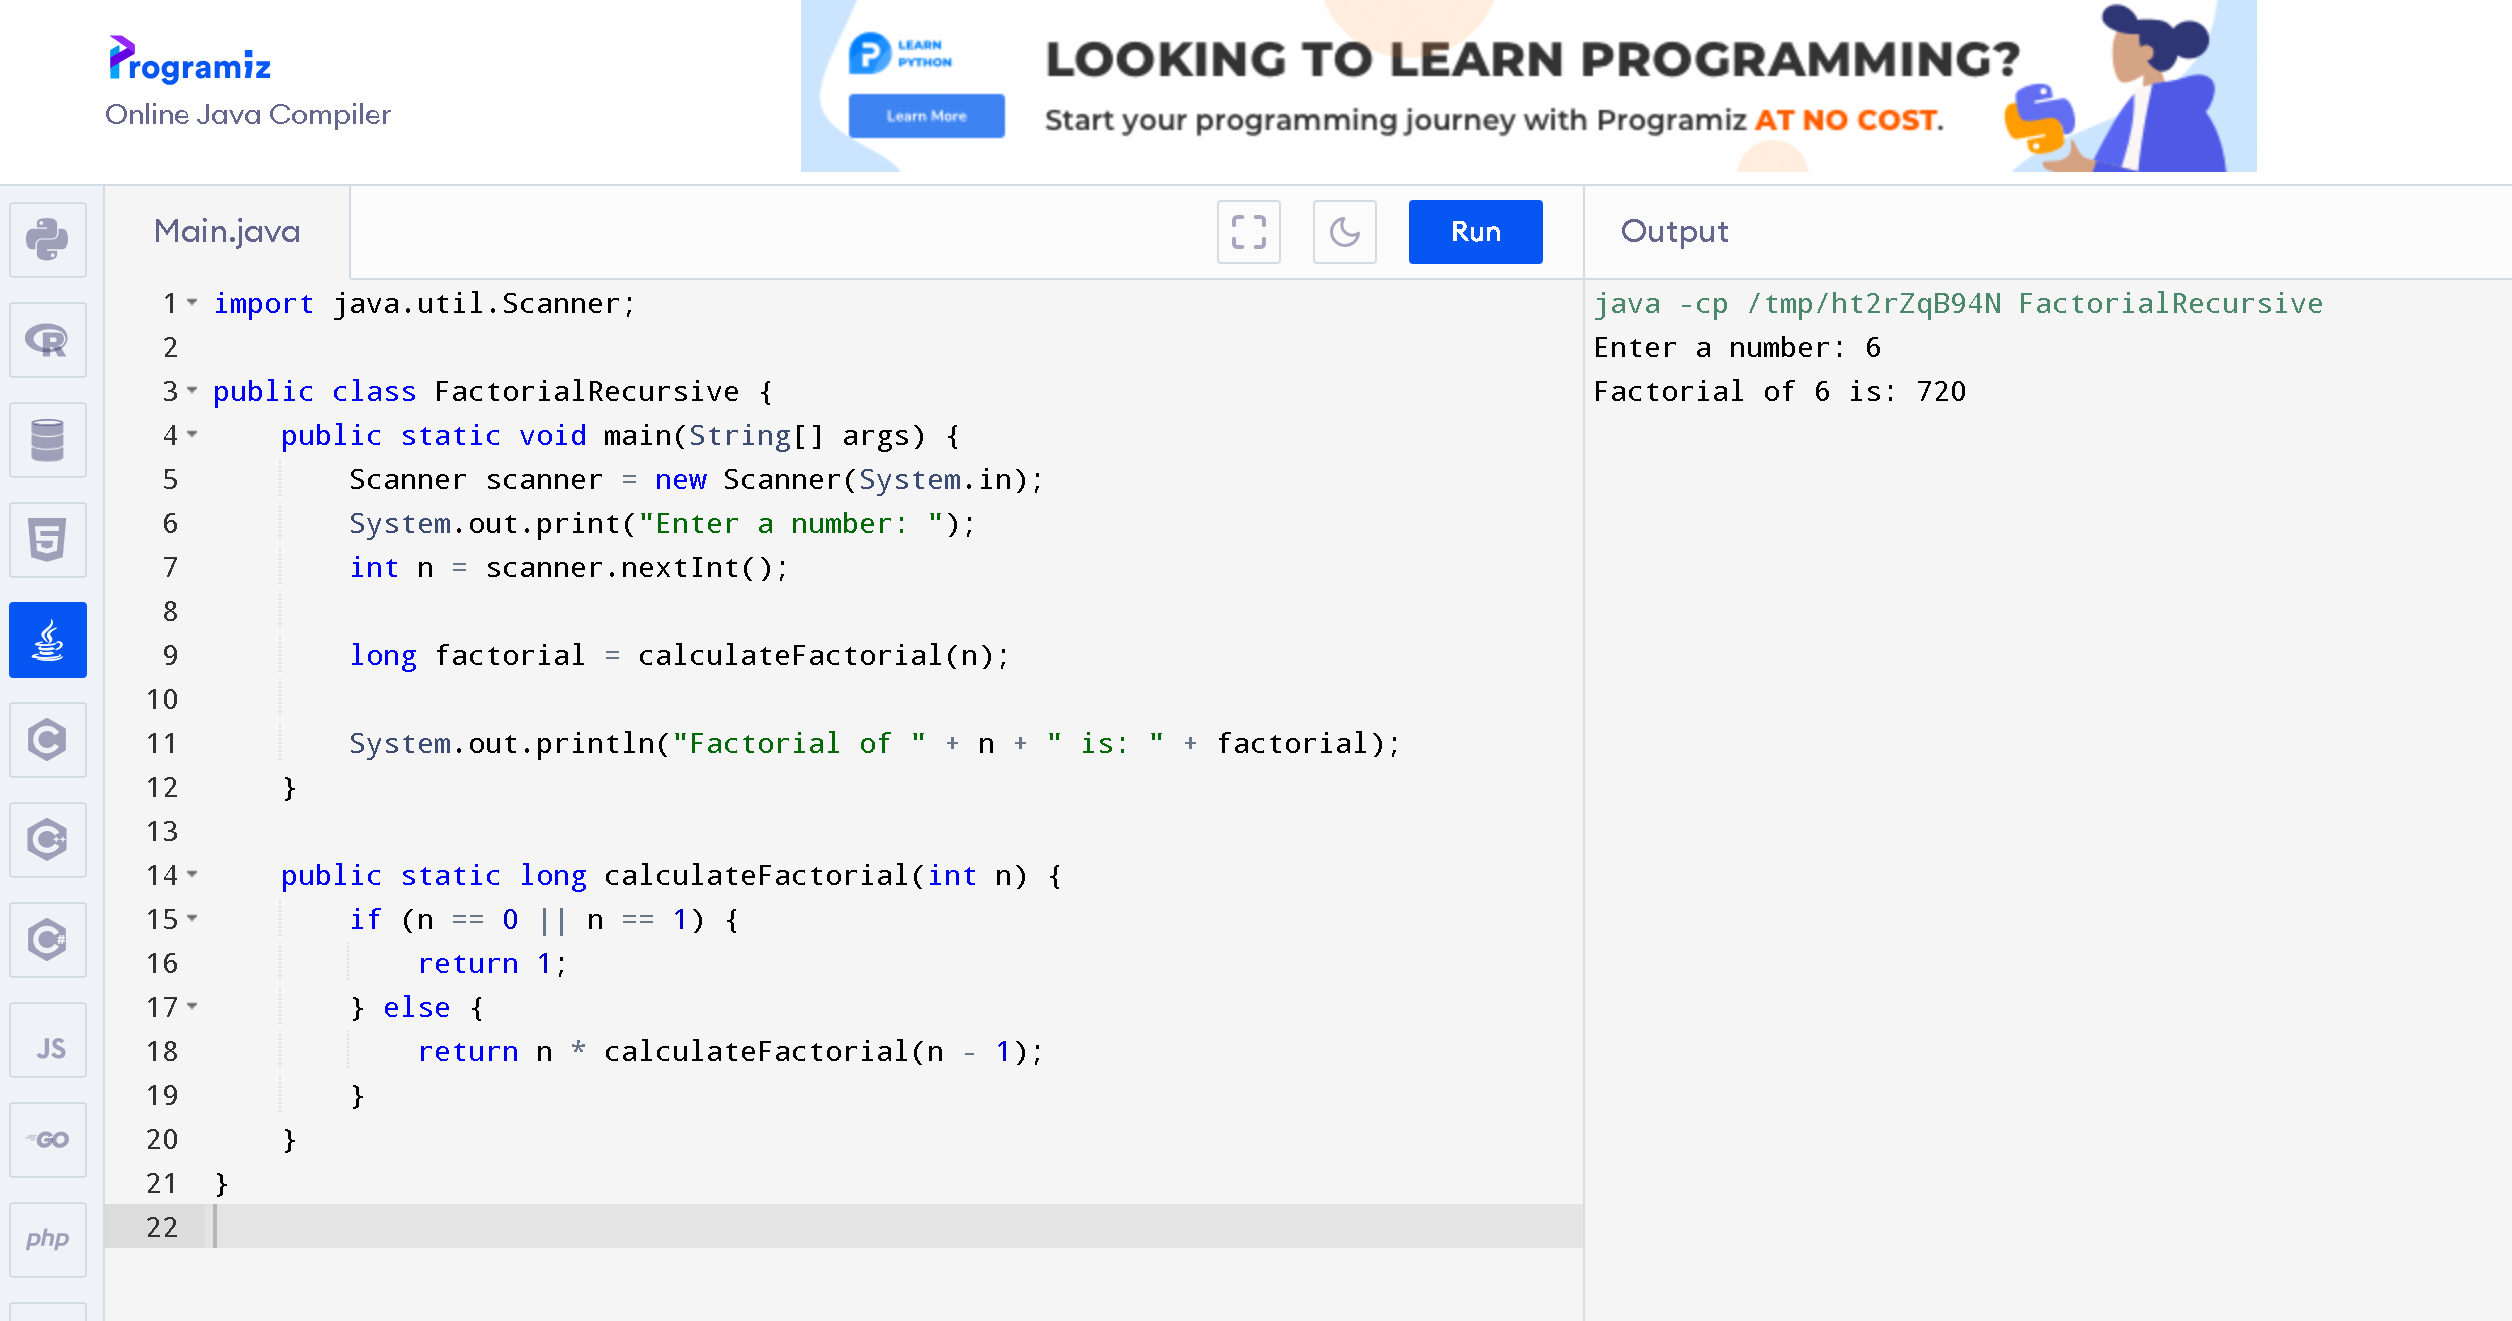 Programiz
Online Java Compiler
LEARN
PYTHON
Learn More
LOOKING TO LEARN PROGRAMMING?
Start your programming journey with Programiz AT NO COST.
Main.java
Run
Output
1 import java.util.Scanner;
2
3 public class FactorialRecursive {
4     public static void main(String[] args) {
5         Scanner scanner = new Scanner(System.in);
6         System.out.print("Enter a number: ");
7         int n = scanner.nextInt();
8
9         long factorial = calculateFactorial(n);
10
11         System.out.println("Factorial of " + n + " is: " + factorial);
12     }
13
14     public static long calculateFactorial(int n) {
15         if (n == 0 || n == 1) {
16             return 1;
17         } else {
18             return n * calculateFactorial(n - 1);
19         }
20     }
21 }
22
java -cp /tmp/ht2rZqB94N FactorialRecursive
Enter a number: 6
Factorial of 6 is: 720
R
5
C
C++
C#
JS
GO
php